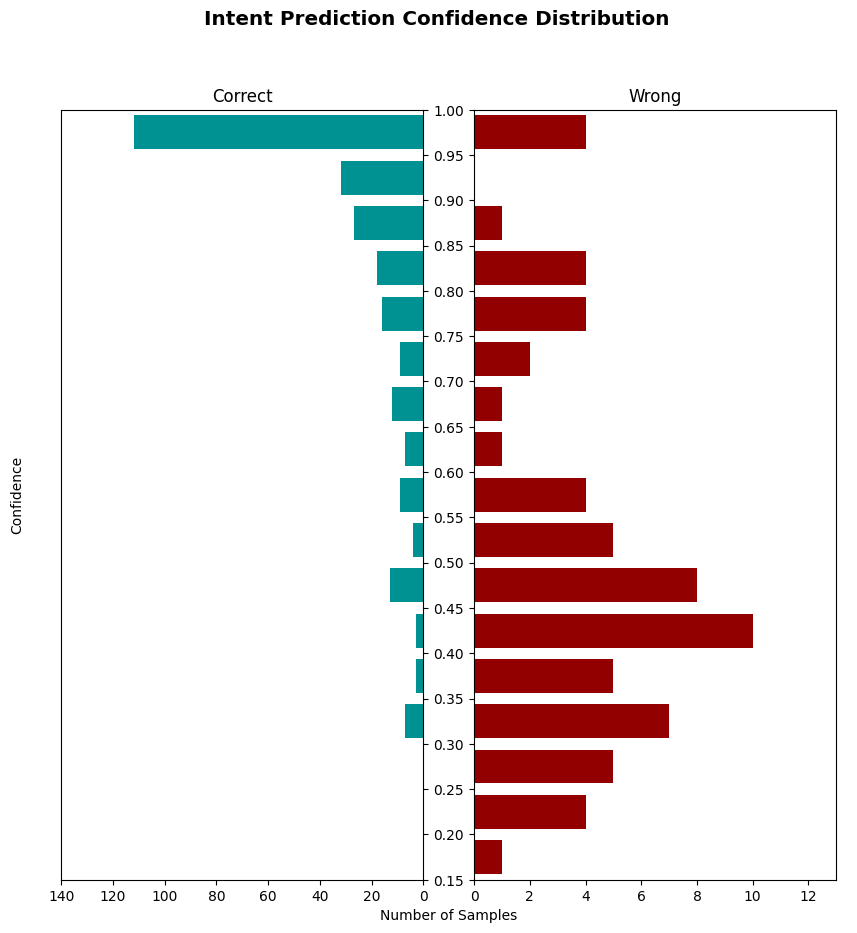 Intent Prediction Confidence Distribution
Correct
Wrong
1.00
0.95
0.90
0.85
0.80
0.75
0.70
0.65
0.60
0.55
0.50
0.45
0.40
0.35
0.30
0.25
0.20
0.15
Confidence
140 120 100 80 60 40 20 0
0 2 4 6 8 10 12
Number of Samples